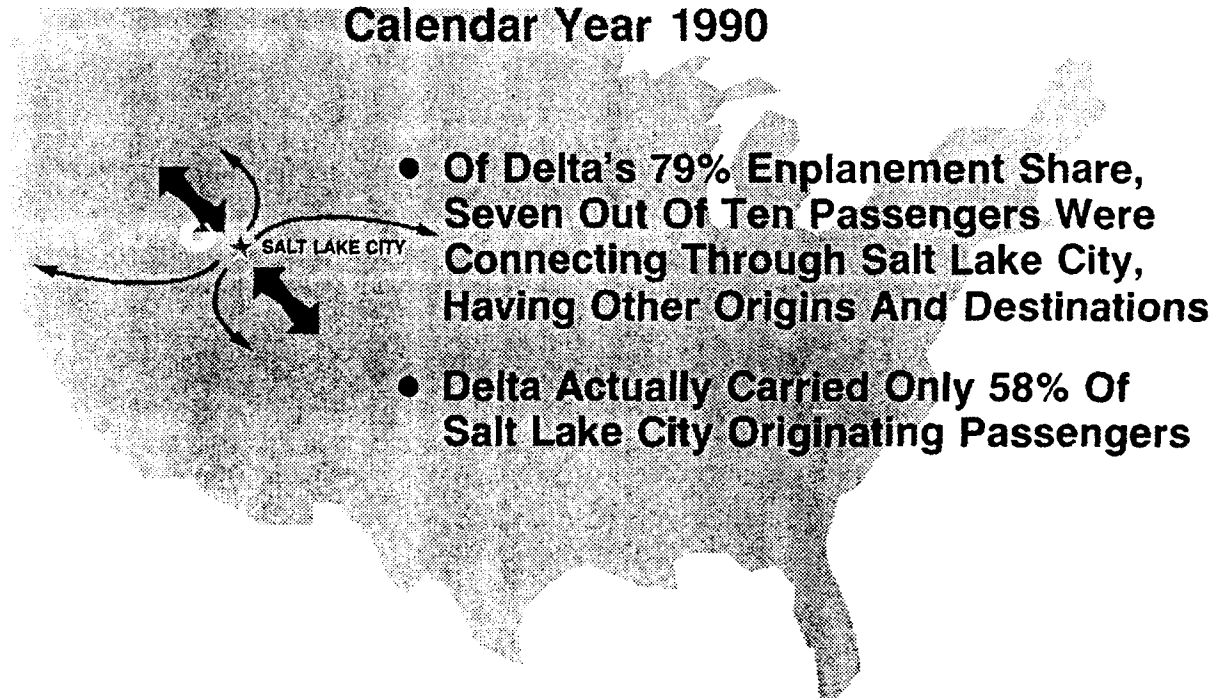 Calendar Year 1990
● Of Delta's 79% Enplanement Share,
Seven Out Of Ten Passengers Were
Connecting Through Salt Lake City,
Having Other Origins And Destinations
SALT LAKE CITY
● Delta Actually Carried Only 58% Of
Salt Lake City Originating Passengers